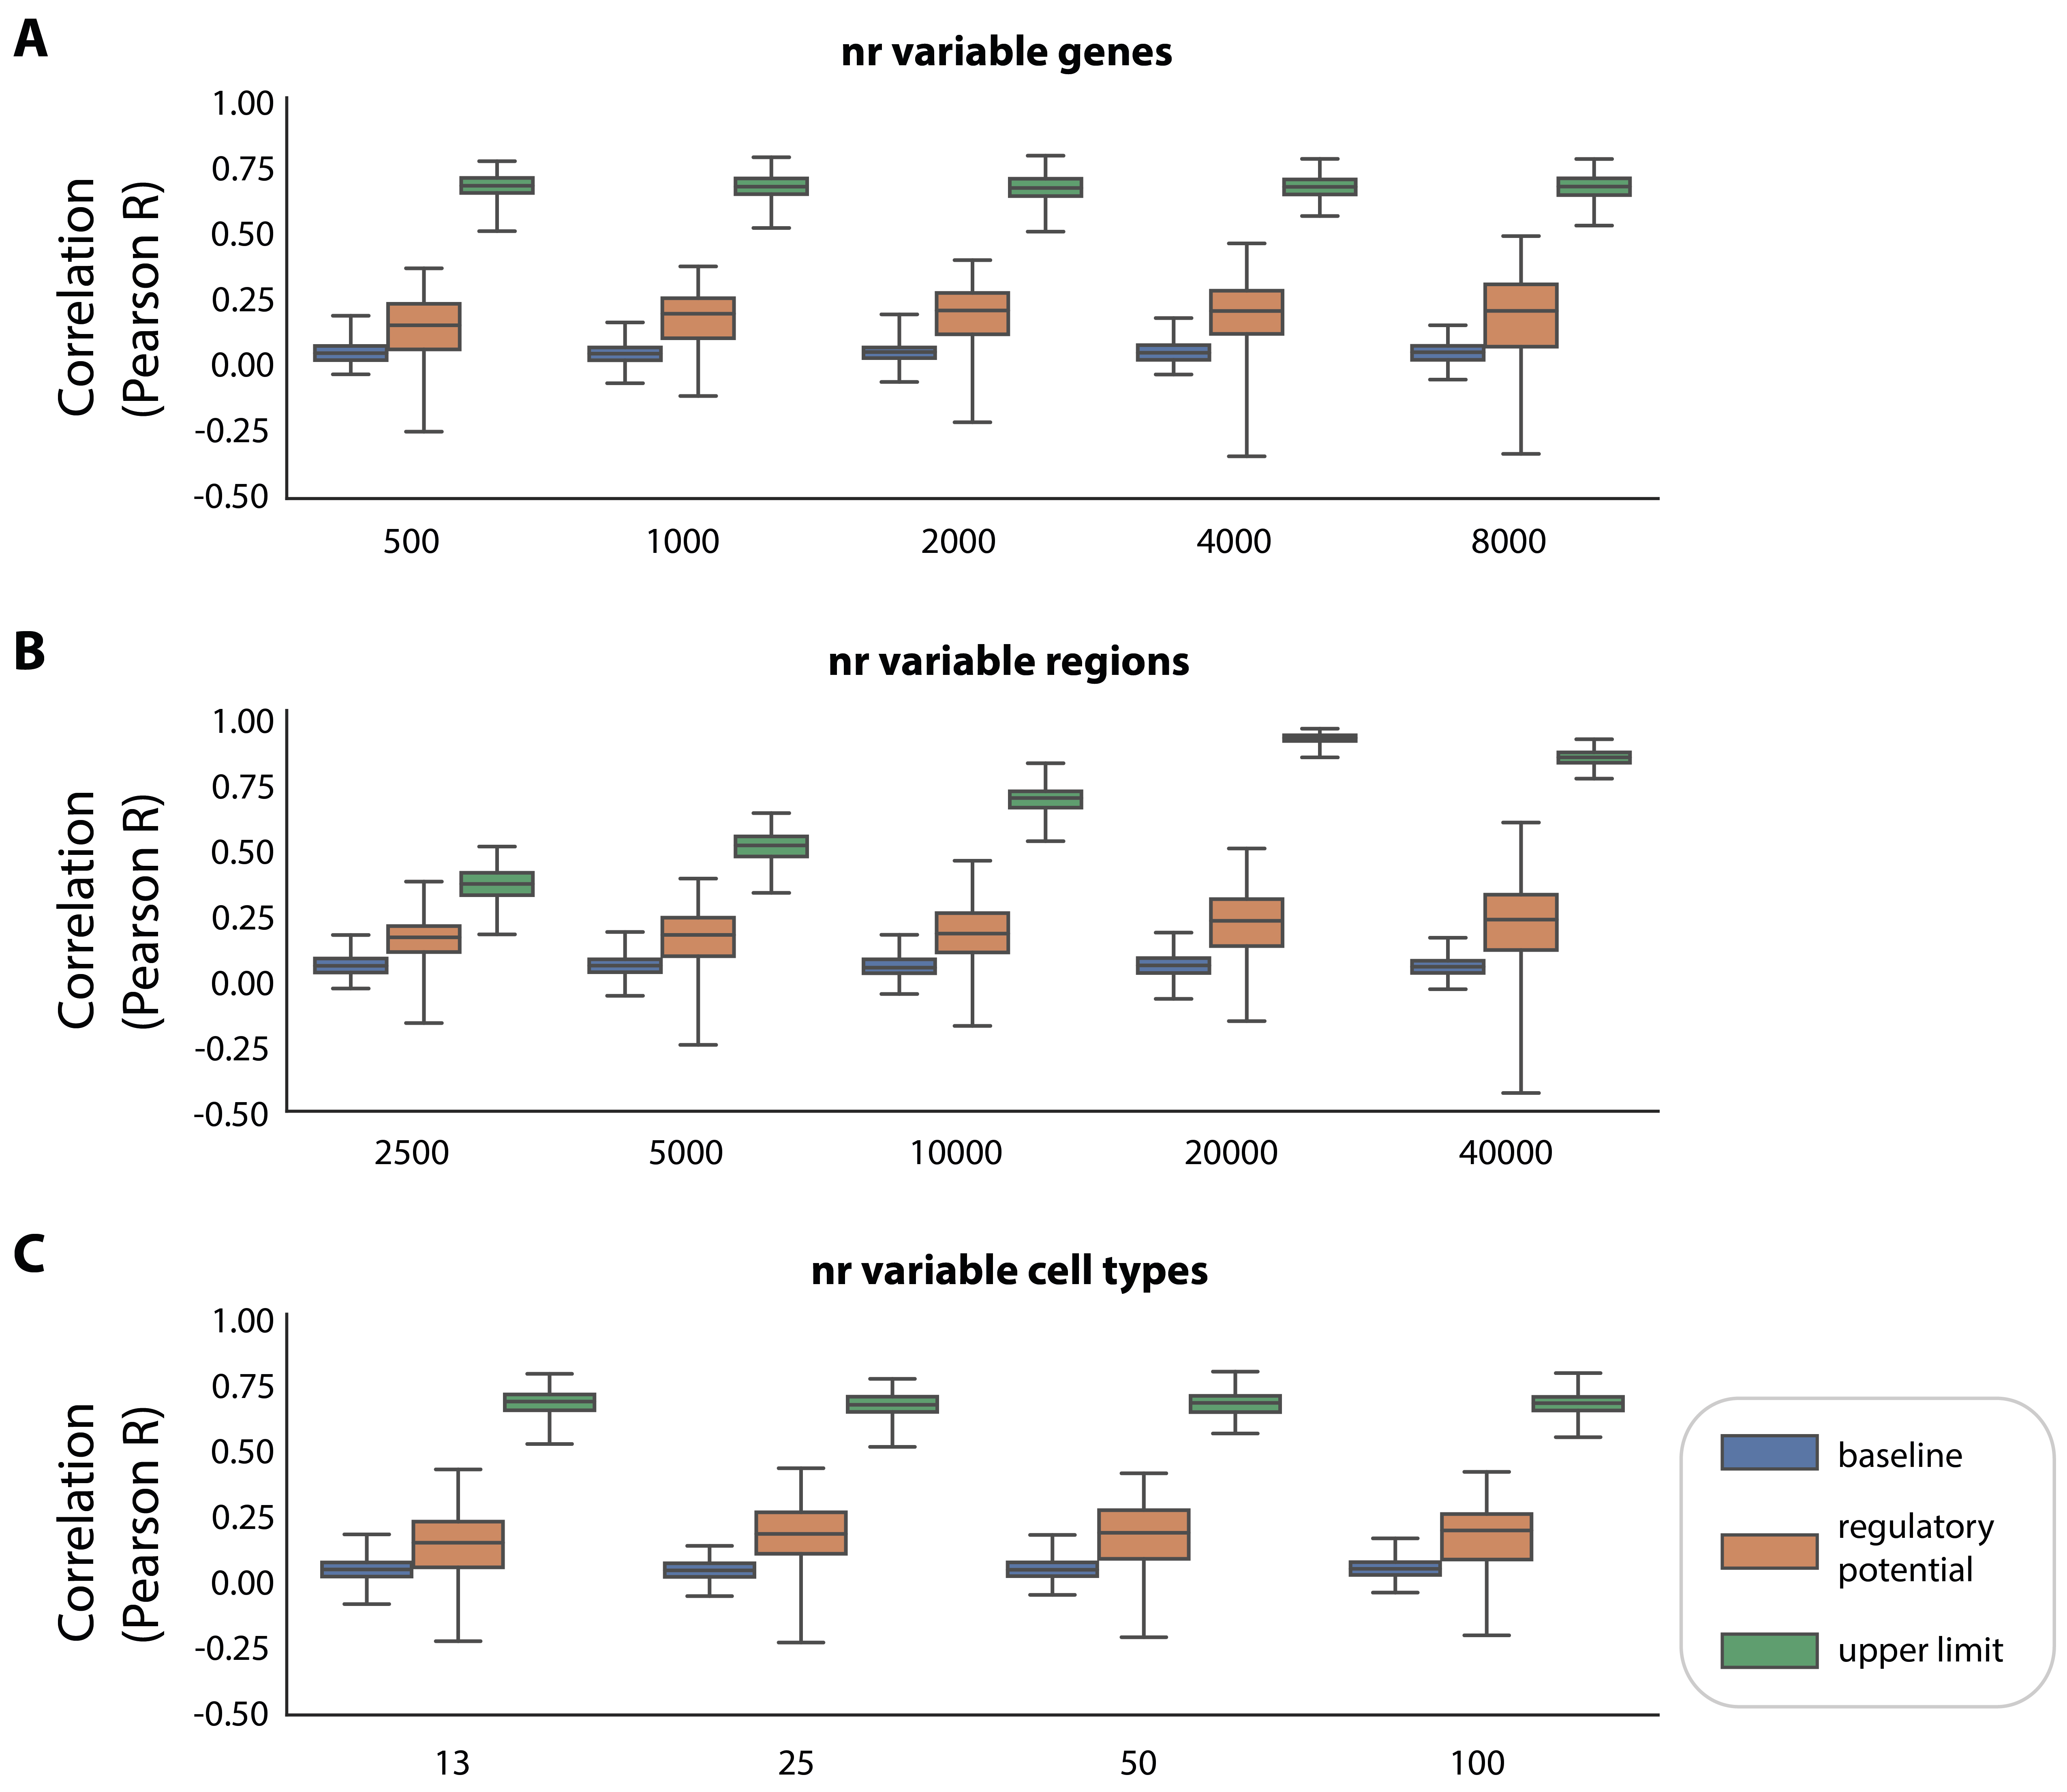 A
nr variable genes
Correlation
(Pearson R)
1.00
0.75
0.50
0.25
0.00
-0.25
-0.50
500 1000 2000 4000 8000
B
nr variable regions
Correlation
(Pearson R)
1.00
0.75
0.50
0.25
0.00
-0.25
-0.50
2500 5000 10000 20000 40000
C
nr variable cell types
Correlation
(Pearson R)
1.00
0.75
0.50
0.25
0.00
-0.25
-0.50
13 25 50 100
baseline
regulatory
potential
upper limit